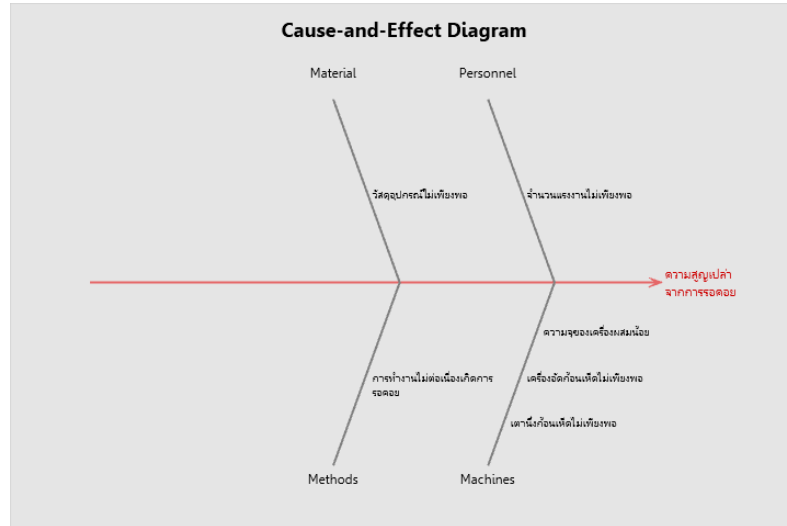 Cause-and-Effect Diagram
Material
Personnel
วัสดุอุปกรณ์ไม่เพียงพอ
จำนวนแรงงานไม่เพียงพอ
ความสูญเปล่า
จากการรอคอย
ความจุของเครื่องผสมน้อย
การทำงานไม่ต่อเนื่องเกิดการ
รอคอย
เครื่องอัดก้อนเห็ดไม่เพียงพอ
เตานึ่งก้อนเห็ดไม่เพียงพอ
Methods
Machines